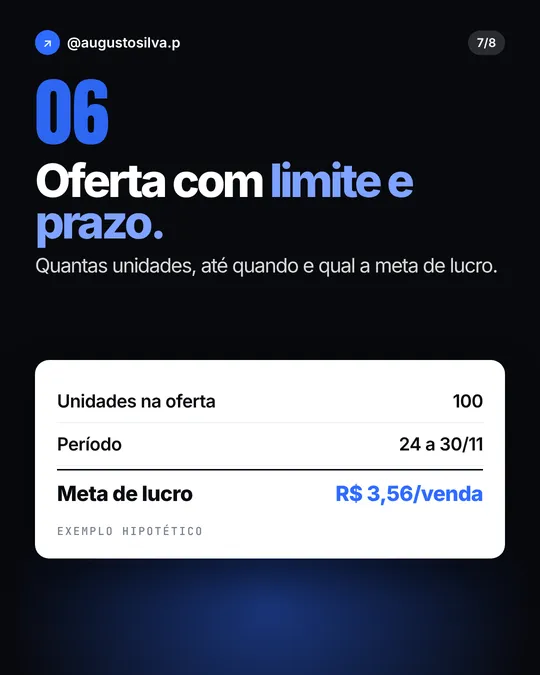 @augustosilva.p
7/8
06
Oferta com limite e
prazo.
Quantas unidades, até quando e qual a meta de lucro.
Unidades na oferta 100
Período 24 a 30/11
Meta de lucro R$ 3,56/venda
EXEMPLO HIPOTÉTICO